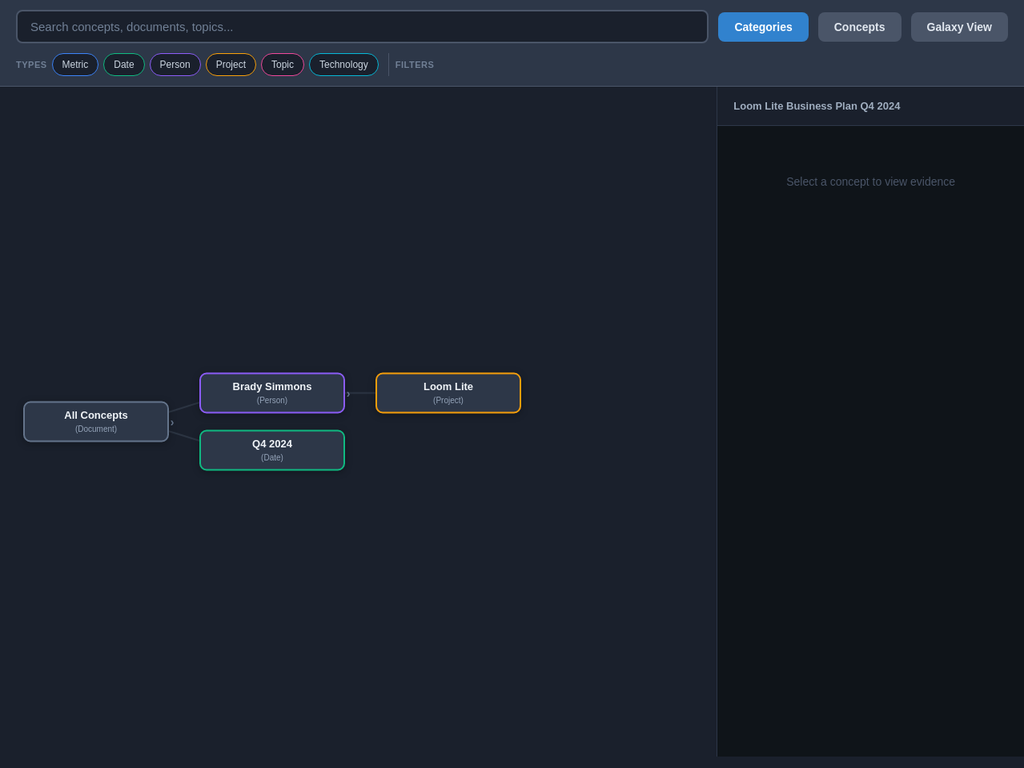 Search concepts, documents, topics...
Categories
Concepts
Galaxy View
TYPES
Metric
Date
Person
Project
Topic
Technology
FILTERS
Loom Lite Business Plan Q4 2024
Select a concept to view evidence
All Concepts
(Document)
›
Brady Simmons
(Person)
›
Loom Lite
(Project)
Q4 2024
(Date)